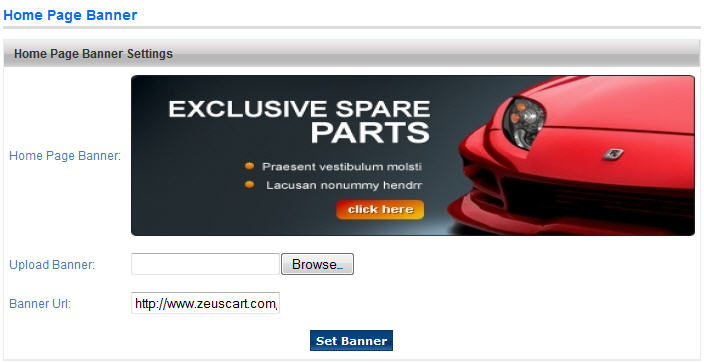 Home Page Banner
Home Page Banner Settings
Home Page Banner:
EXCLUSIVE SPARE
PARTS
Praesent vestibulum molsti
Lacusan nonummy hendrr
click here
Upload Banner:
Browse...
Banner Url:
http://www.zeuscart.com,
Set Banner